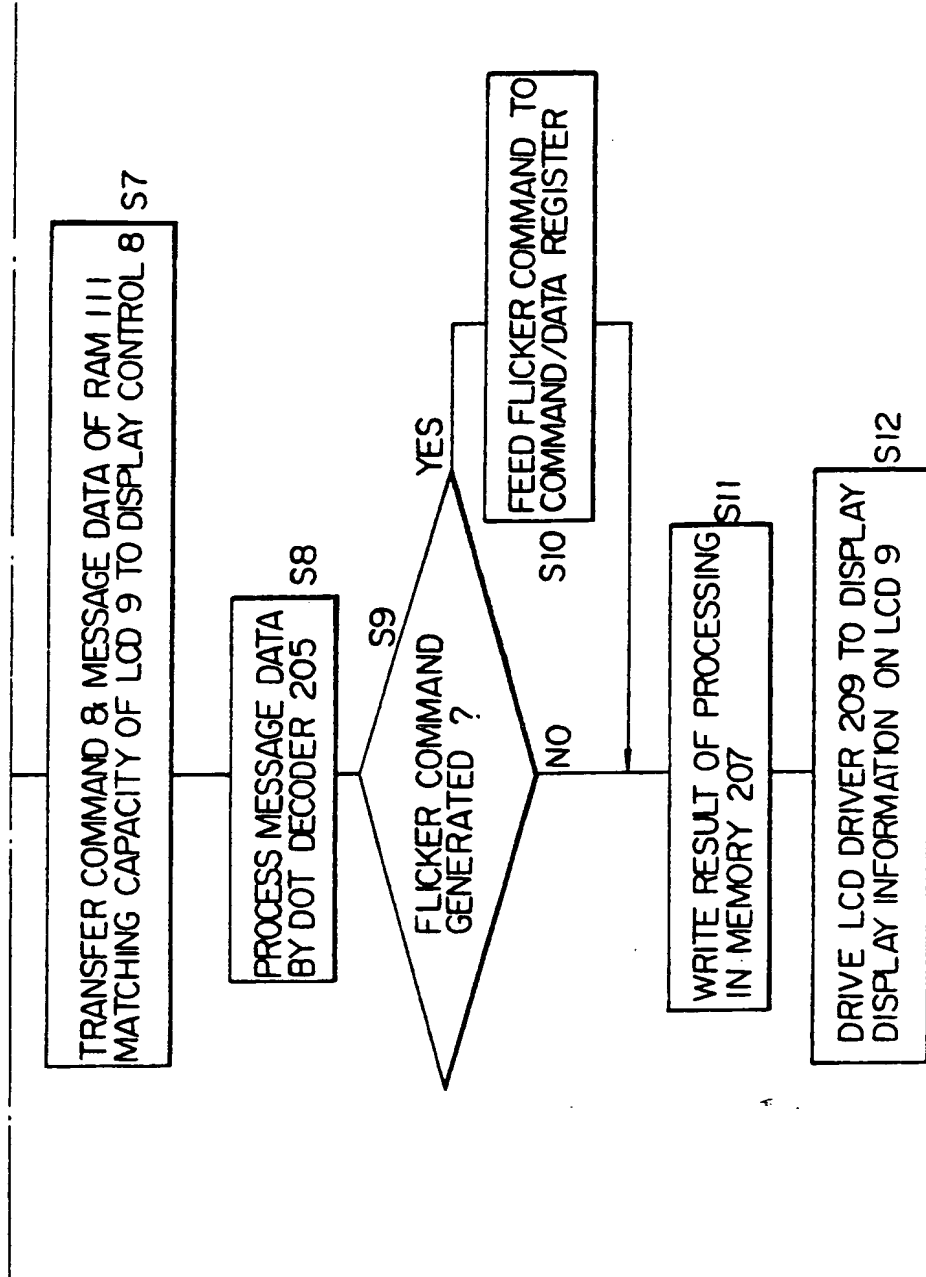 TRANSFER COMMAND & MESSAGE DATA OF RAM 111
MATCHING CAPACITY OF LCD 9 TO DISPLAY CONTROL 8
S7
PROCESS MESSAGE DATA
BY DOT DECODER 205
S8
S9
FLICKER COMMAND
GENERATED ?
YES
NO
S10
FEED FLICKER COMMAND TO
COMMAND/DATA REGISTER
WRITE RESULT OF PROCESSING
IN MEMORY 207
S11
DRIVE LCD DRIVER 209 TO DISPLAY
DISPLAY INFORMATION ON LCD 9
S12